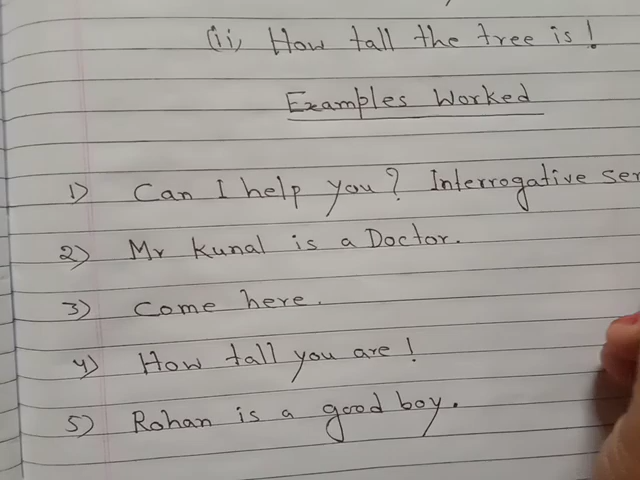 (ii) How tall the tree is!
Examples Worked
1) Can I help you? Interrogative sen
2) Mr Kunal is a Doctor.
3) Come here.
4) How tall you are!
5) Rohan is a good boy.